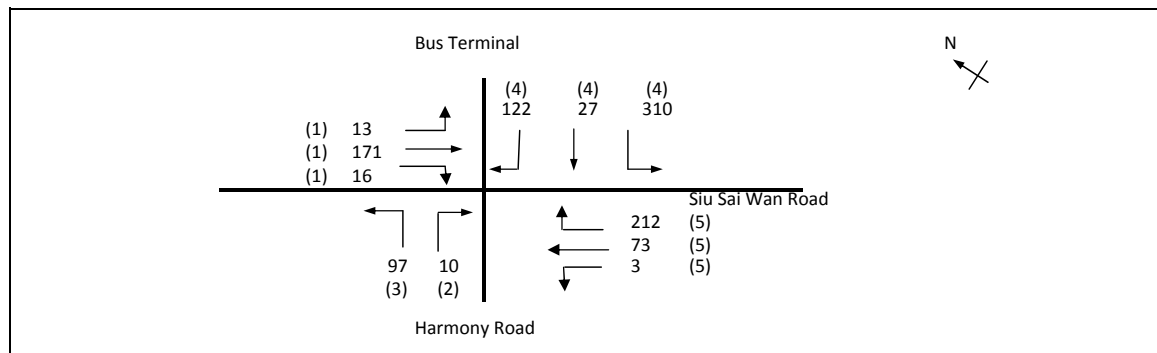 Bus Terminal
N
(4) (4) (4)
122 27 310
(1) 13
(1) 171
(1) 16
Siu Sai Wan Road
212 (5)
73 (5)
3 (5)
97 10
(3) (2)
Harmony Road